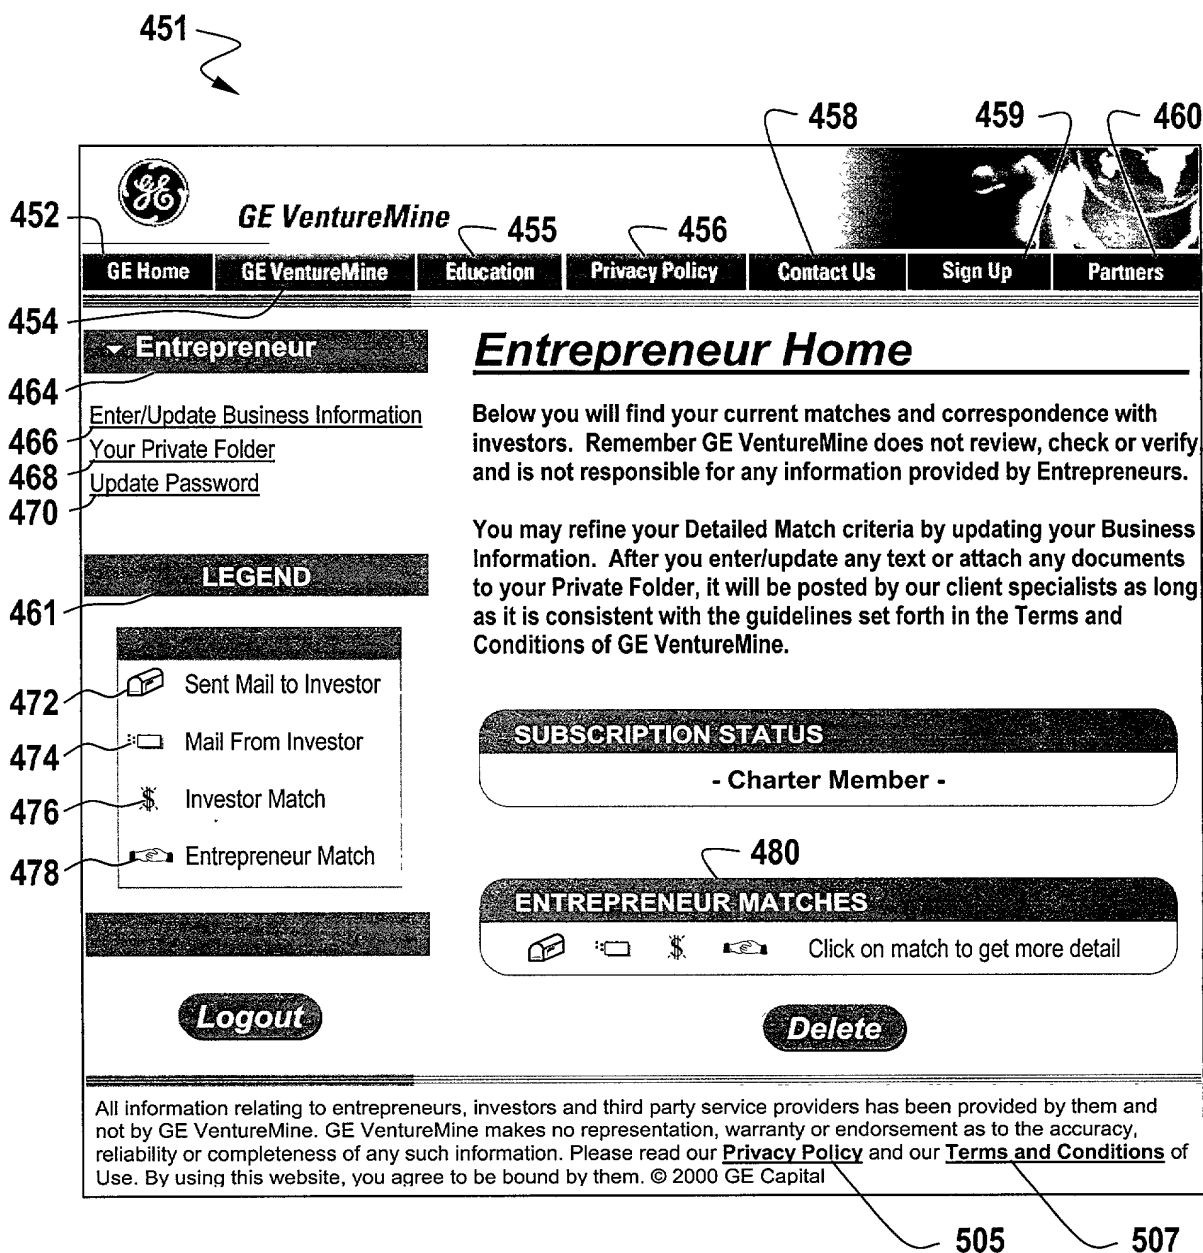 451
458 459 460
GE
452 GE VentureMine 455 456
GE Home GE VentureMine Education Privacy Policy Contact Us Sign Up Partners
454
Entrepreneur
464
Enter/Update Business Information
466
Your Private Folder
468
Update Password
470
LEGEND
461
472 Sent Mail to Investor
474 Mail From Investor
476 $ Investor Match
478 Entrepreneur Match
Logout
Entrepreneur Home
Below you will find your current matches and correspondence with
investors. Remember GE VentureMine does not review, check or verify,
and is not responsible for any information provided by Entrepreneurs.
You may refine your Detailed Match criteria by updating your Business
Information. After you enter/update any text or attach any documents
to your Private Folder, it will be posted by our client specialists as long
as it is consistent with the guidelines set forth in the Terms and
Conditions of GE VentureMine.
SUBSCRIPTION STATUS
- Charter Member -
480
ENTREPRENEUR MATCHES
$ Click on match to get more detail
Delete
All information relating to entrepreneurs, investors and third party service providers has been provided by them and
not by GE VentureMine. GE VentureMine makes no representation, warranty or endorsement as to the accuracy,
reliability or completeness of any such information. Please read our Privacy Policy and our Terms and Conditions of
Use. By using this website, you agree to be bound by them. © 2000 GE Capital
505 507